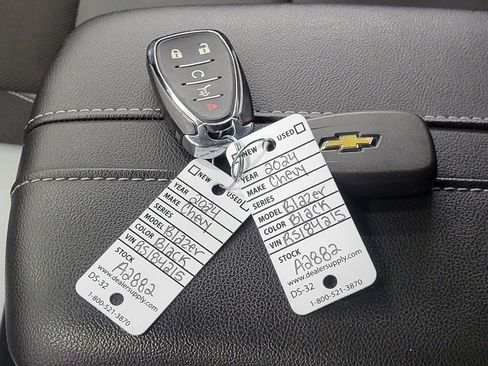 NEW USED
YEAR 2024
MAKE Chevy
SERIES
MODEL Blazer
COLOR Black
VIN RS184215
STOCK
A2882
www.dealersupply.com
DS-32
1-800-521-3870
NEW USED
YEAR 2024
MAKE Chevy
SERIES
MODEL Blazer
COLOR Black
VIN RS184215
STOCK
A2882
www.dealersupply.com
DS-32
1-800-521-3870